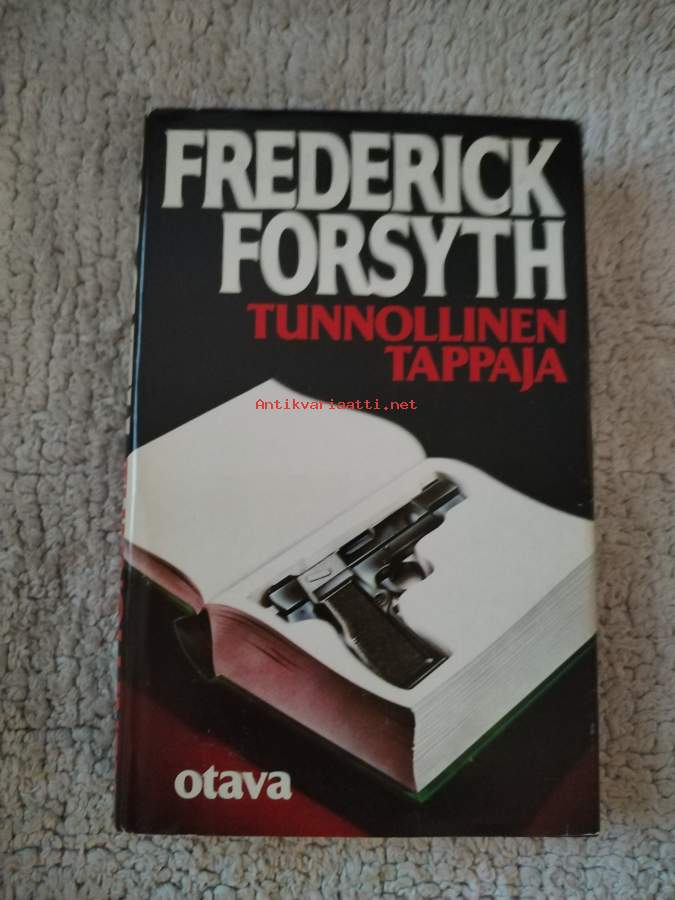 FREDERICK
FORSYTH
TUNNOLLINEN
TAPPAJA
Antikvariaatti.net
otava